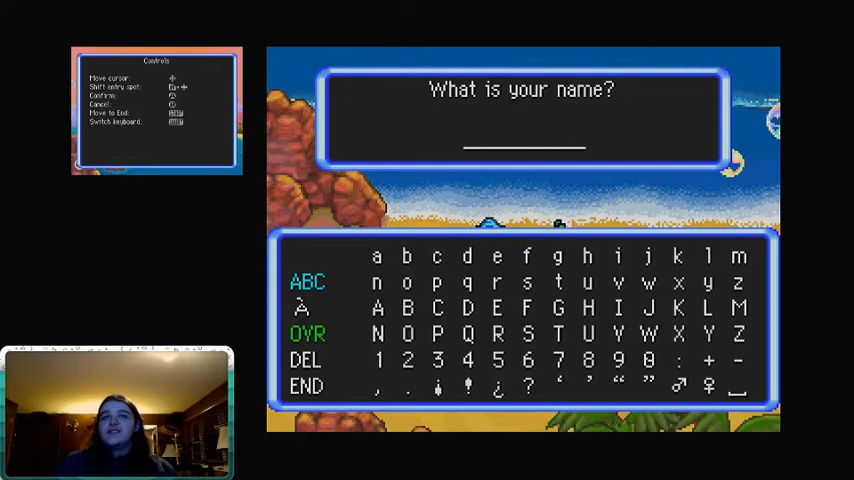 Controls
Move cursor:
Shift entry spot:
Confirm:
Cancel:
Move to End:
Switch keyboard:
What is your name?
a b c d e f g h i j k l m
ABC n o p q r s t u v w x y z
À A B C D E F G H I J K L M
OVR N O P Q R S T U V W X Y Z
DEL 1 2 3 4 5 6 7 8 9 0 : + -
END , . ¡ ! ¿ ? ‘ ’ “ ” ♂ ♀ ⎵